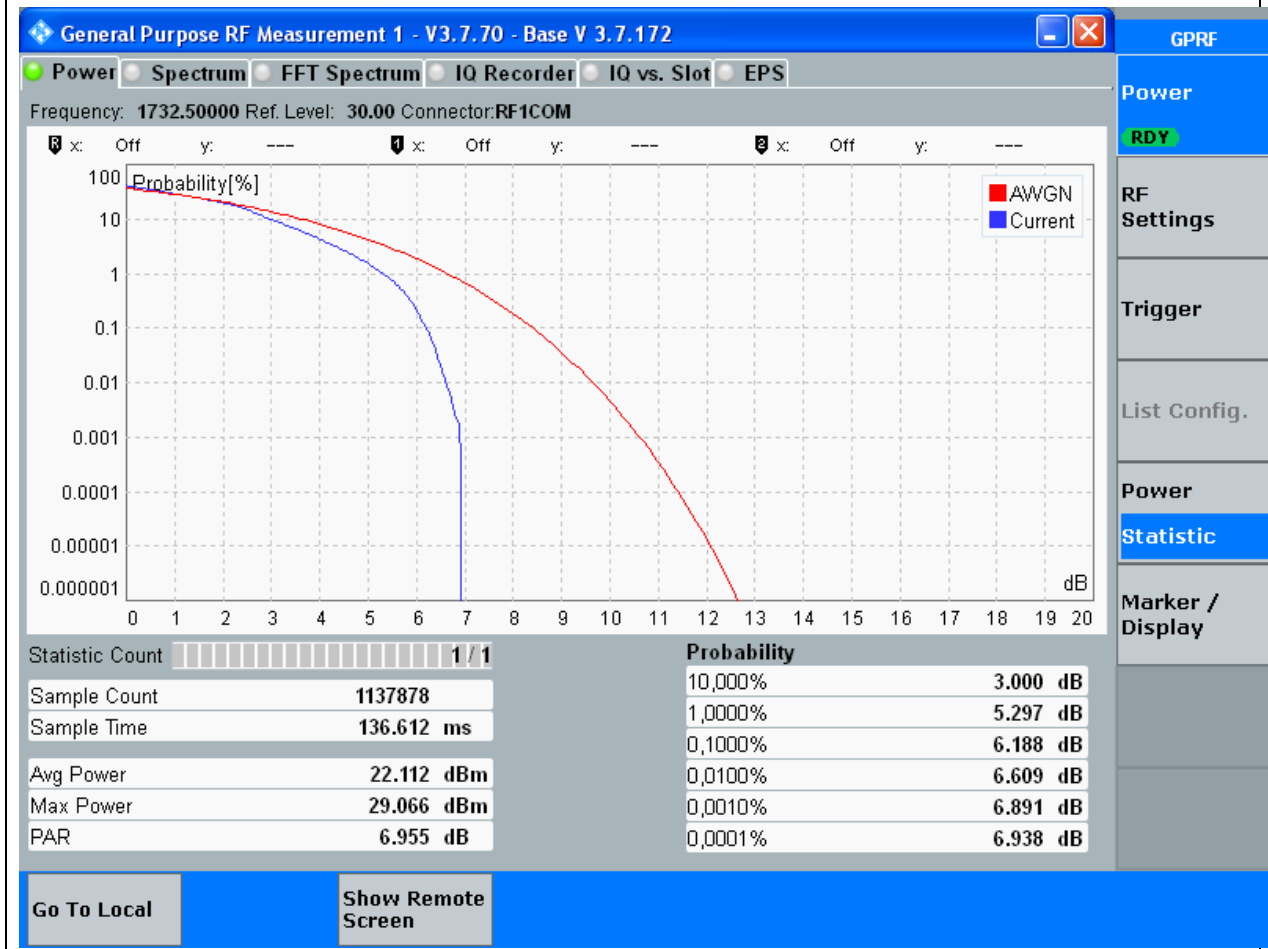 General Purpose RF Measurement 1 - V3.7.70 - Base V 3.7.172
GPRF
Power Spectrum FFT Spectrum IQ Recorder IQ vs. Slot EPS
Frequency: 1732.50000 Ref. Level: 30.00 Connector:RF1COM
R x: Off y: --- 1 x: Off y: --- 2 x: Off y: ---
Probability[%]
AWGN
Current
100
10
1
0.1
0.01
0.001
0.0001
0.00001
0.000001
dB
0 1 2 3 4 5 6 7 8 9 10 11 12 13 14 15 16 17 18 19 20
Statistic Count 1 / 1
Sample Count 1137878
Sample Time 136.612 ms
Avg Power 22.112 dBm
Max Power 29.066 dBm
PAR 6.955 dB
Probability
10,000% 3.000 dB
1,0000% 5.297 dB
0,1000% 6.188 dB
0,0100% 6.609 dB
0,0010% 6.891 dB
0,0001% 6.938 dB
Power
RDY
RF
Settings
Trigger
List Config.
Power
Statistic
Marker /
Display
Go To Local
Show Remote
Screen